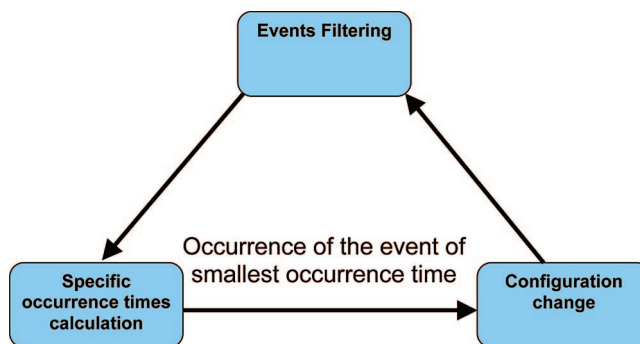 Events Filtering
Occurrence of the event of
smallest occurrence time
Specific
occurrence times
calculation
Configuration
change